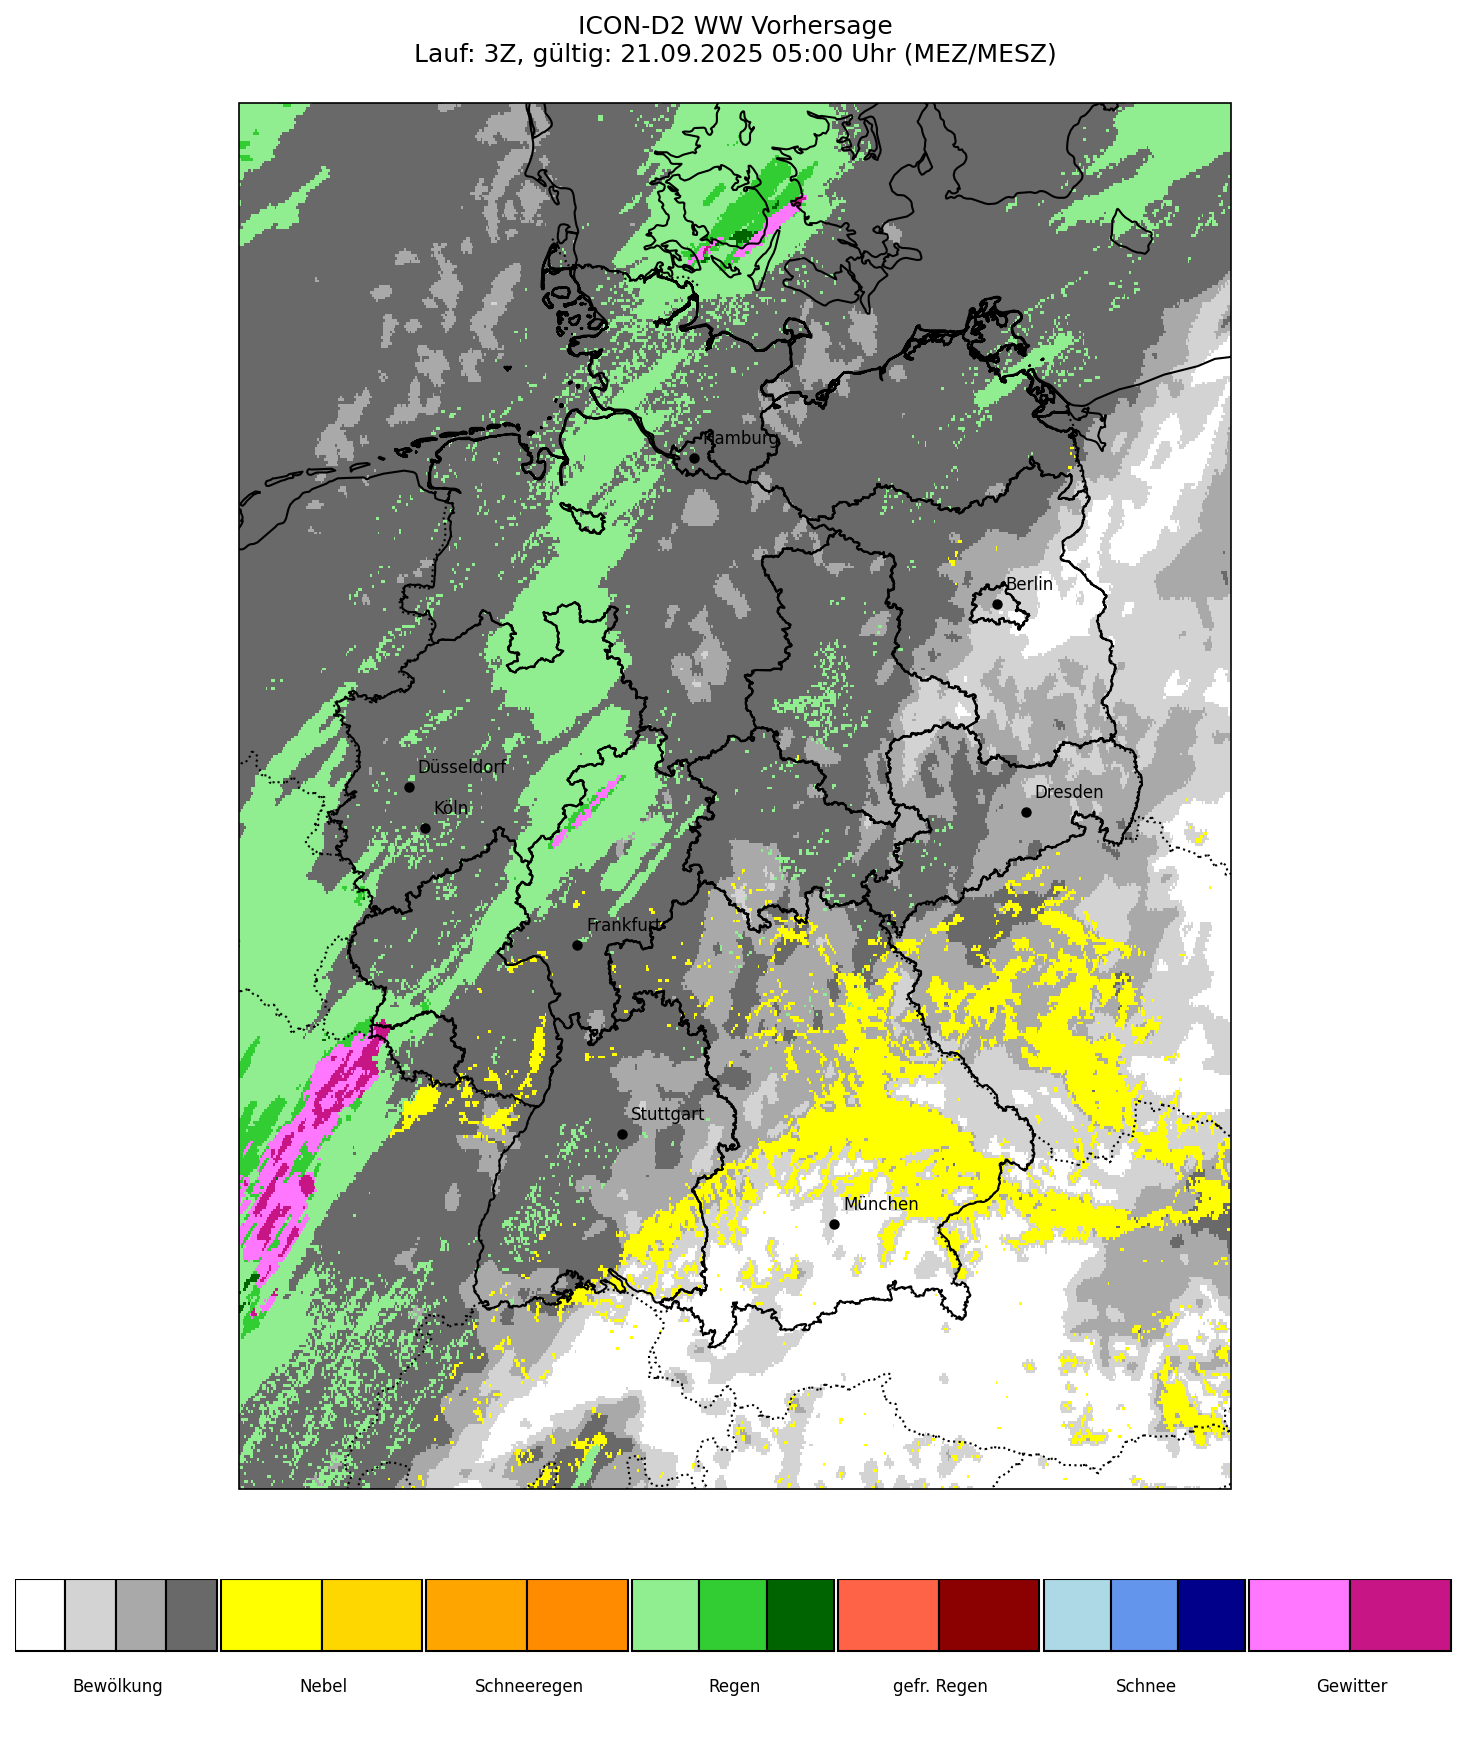 ICON-D2 WW Vorhersage
Lauf: 3Z, gültig: 21.09.2025 05:00 Uhr (MEZ/MESZ)
Hamburg
Berlin
Düsseldorf
Köln
Dresden
Frankfurt
Stuttgart
München
Bewölkung
Nebel
Schneeregen
Regen
gefr. Regen
Schnee
Gewitter